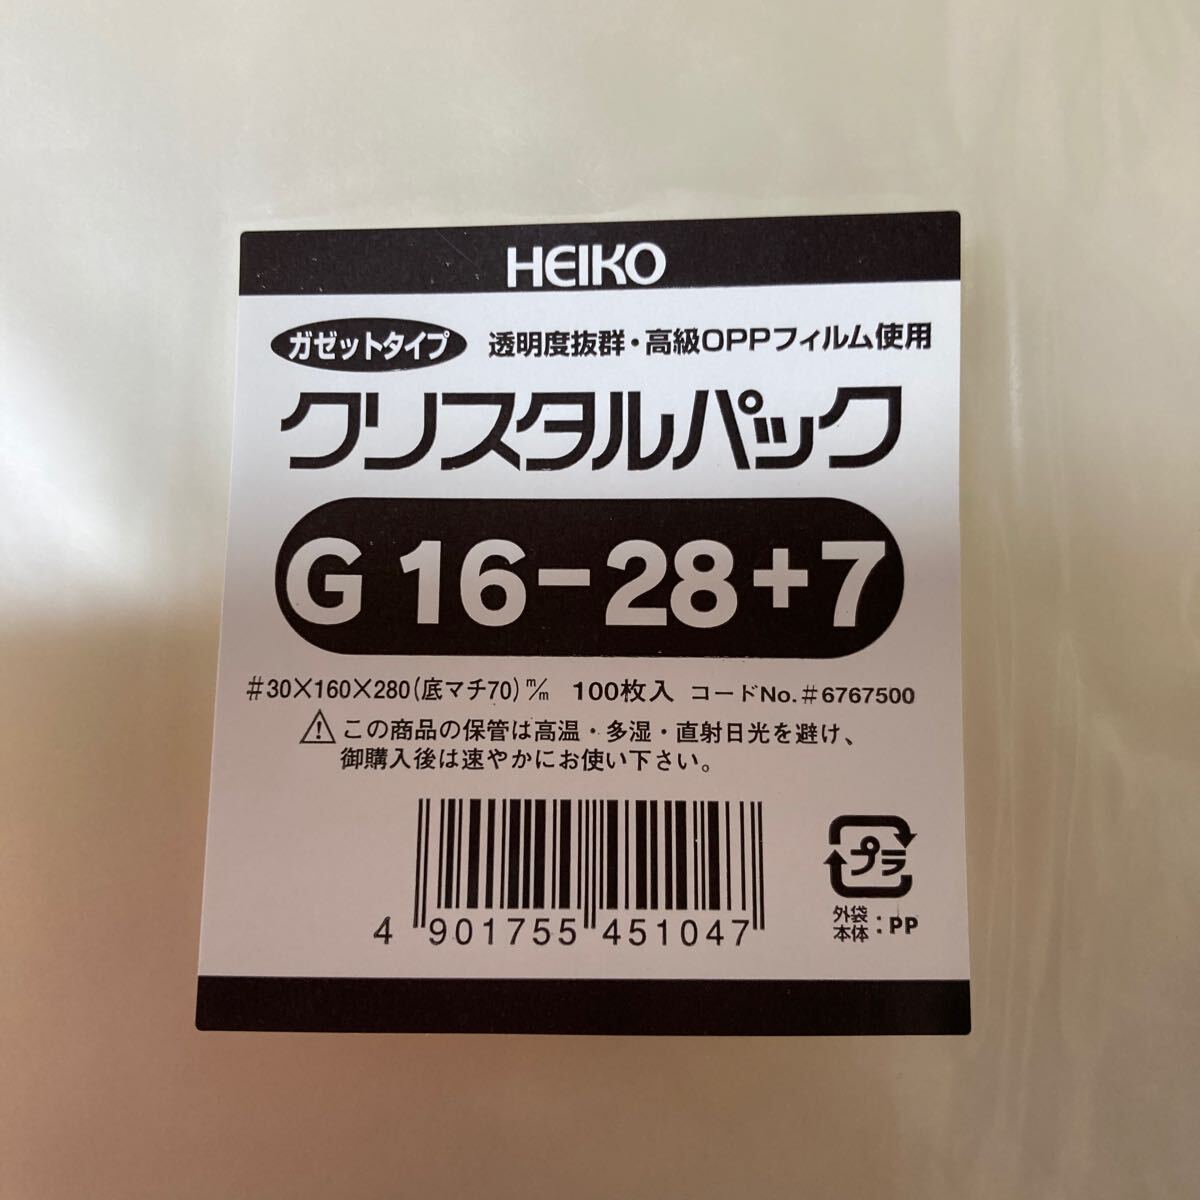 HEIKO
ガゼットタイプ 透明度抜群・高級OPPフィルム使用
クリスタルパック
G 16-28+7
#30×160×280(底マチ70)m/m 100枚入 コードNo.#6767500
この商品の保管は高温・多湿・直射日光を避け、
御購入後は速やかにお使い下さい。
4 901755 451047
プラ
外袋
本体:PP